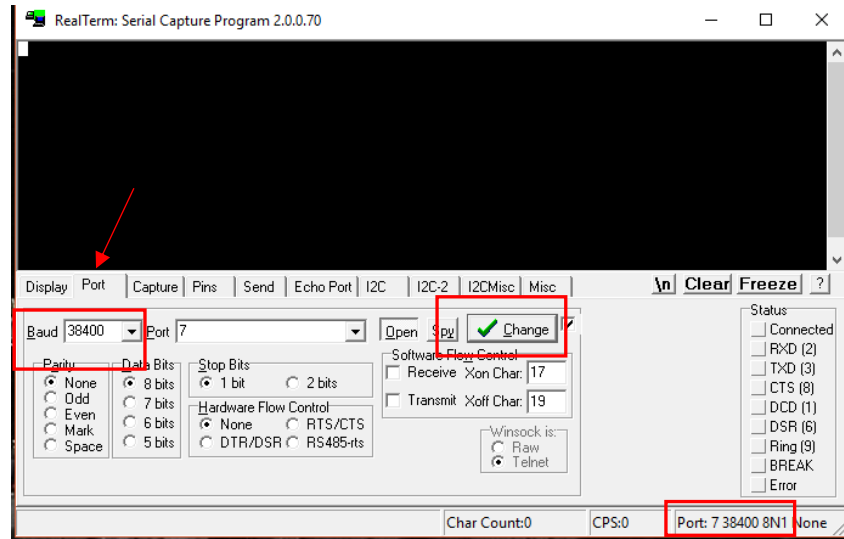 RealTerm: Serial Capture Program 2.0.0.70
Display Port Capture Pins Send Echo Port I2C I2C-2 I2CMisc Misc \n Clear Freeze ?
Baud 38400 Port 7 Open Spy Change
Parity
None
Odd
Even
Mark
Space
Data Bits
8 bits
7 bits
6 bits
5 bits
Stop Bits
1 bit 2 bits
Hardware Flow Control
None RTS/CTS
DTR/DSR RS485-rts
Software Flow Control
Receive Xon Char: 17
Transmit Xoff Char: 19
Winsock is:
Raw
Telnet
Status
Connected
RXD (2)
TXD (3)
CTS (8)
DCD (1)
DSR (6)
Ring (9)
BREAK
Error
Char Count:0 CPS:0 Port: 7 38400 8N1 None